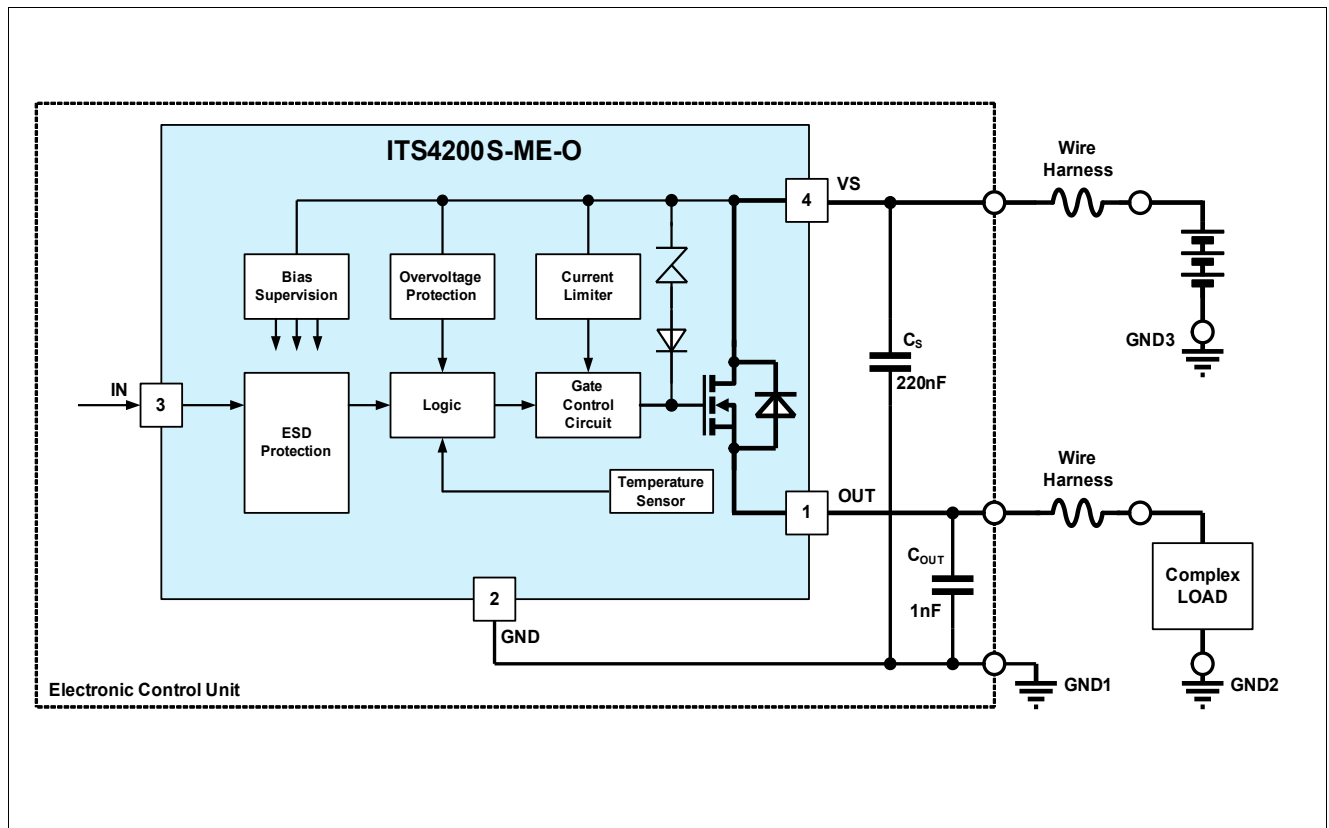 ITS4200S-ME-O
VS
4
Wire
Harness
Bias
Supervision
Overvoltage
Protection
Current
Limiter
GND3
C_S
220nF
IN
3
ESD
Protection
Logic
Gate
Control
Circuit
Temperature
Sensor
OUT
1
Wire
Harness
C_OUT
1nF
Complex
LOAD
2
GND
GND1
GND2
Electronic Control Unit